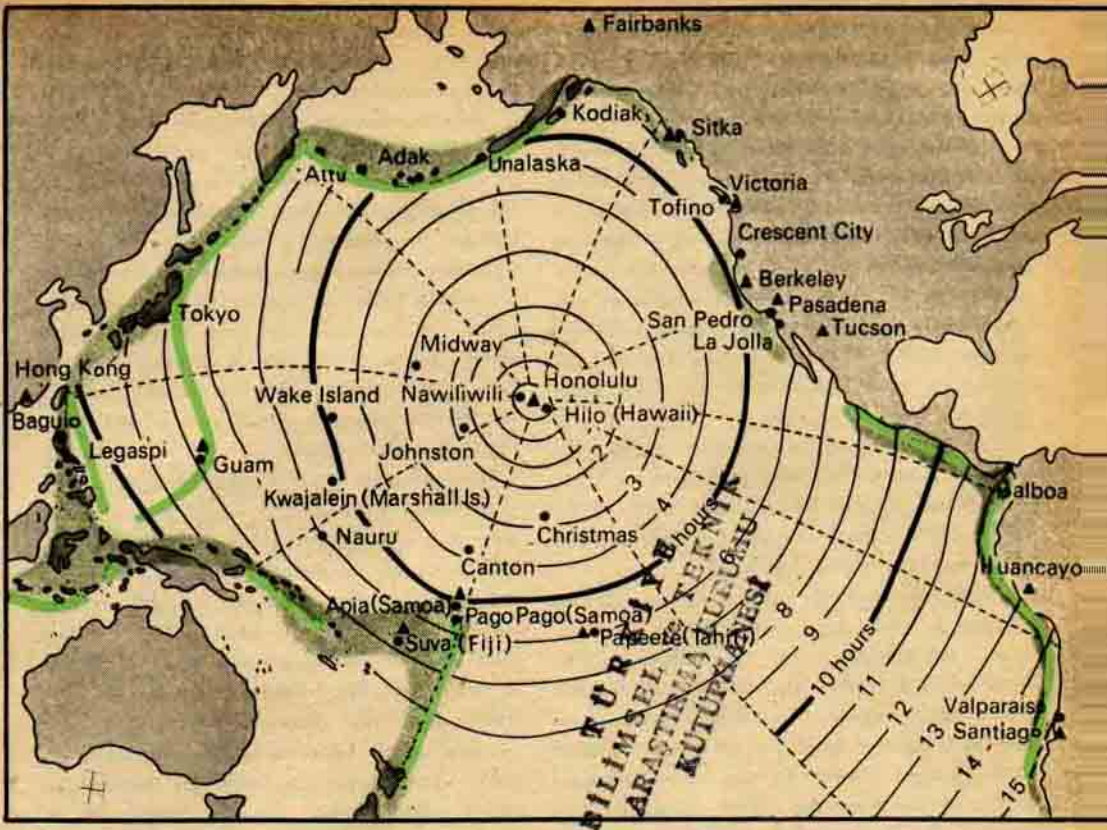 Fairbanks
Kodiak
Sitka
Adak
Unalaska
Attu
Victoria
Tofino
Crescent City
Berkeley
Pasadena
Tokyo
San Pedro
Tucson
La Jolla
Midway
Hong Kong
Honolulu
Wake Island
Nawiliwili
Hilo (Hawaii)
Baguio
Legaspi
Johnston
Guam
2
3
Kwajalein (Marshall Is.)
4
Balboa
hours
Nauru
Christmas
6
Canton
Huancayo
Apia (Samoa)
Pago Pago (Samoa)
8
Suva (Fiji)
Papeete (Tahiti)
9
10 hours
11
12
Valparaiso
13
Santiago
14
15
BİLİMSEL TEKNİK
ARAŞTIRMA KURUMU
KÜTÜPHANESİ